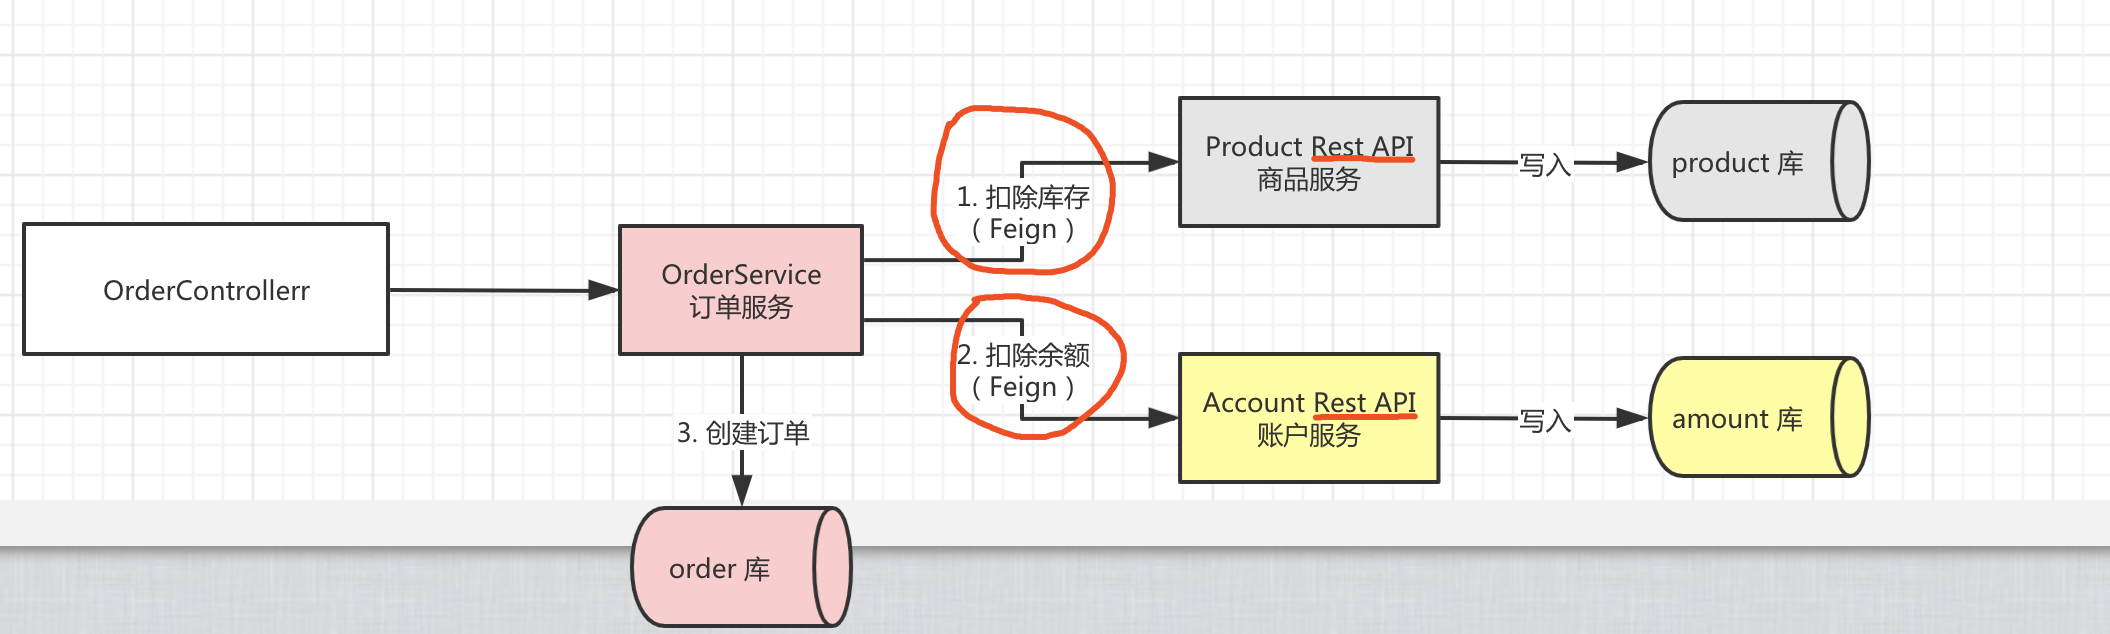 OrderControllerr
OrderService
订单服务
1. 扣除库存
（ Feign ）
Product Rest API
商品服务
写入
product 库
2. 扣除余额
（ Feign ）
Account Rest API
账户服务
写入
amount 库
3. 创建订单
order 库